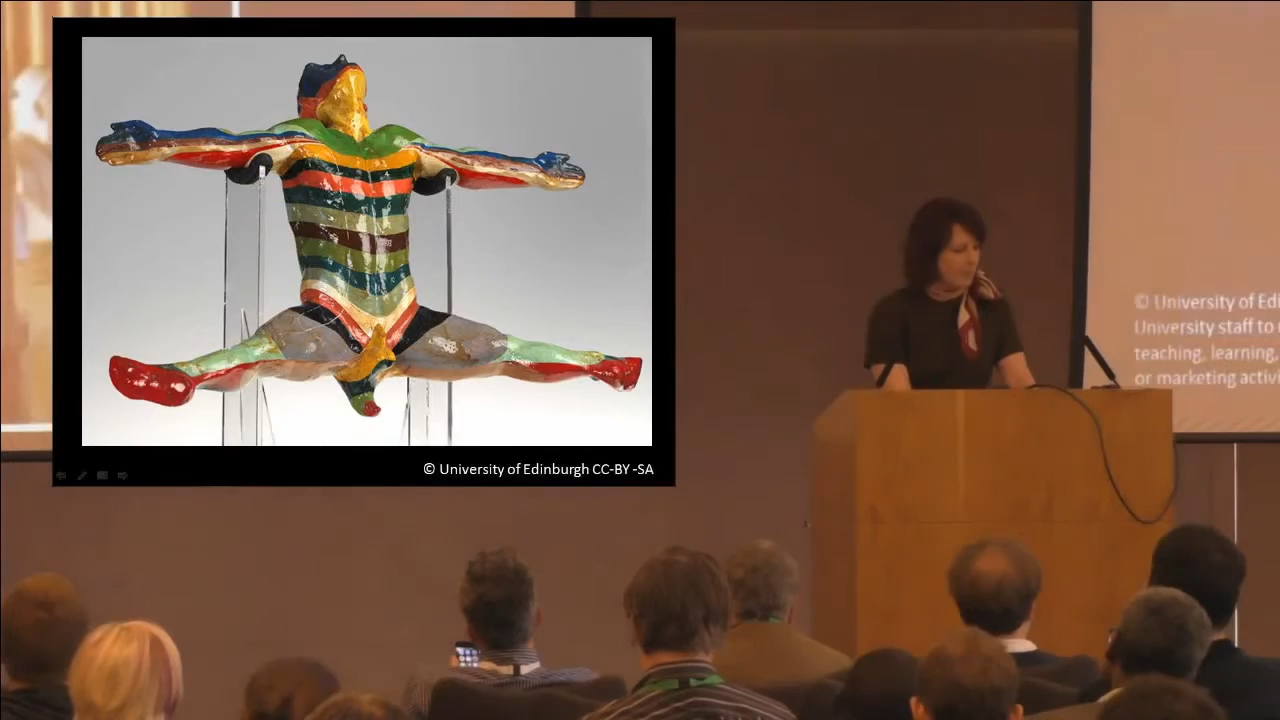 © University of Edinburgh CC-BY -SA
© University of Edi
University staff to
teaching, learning,
or marketing activi